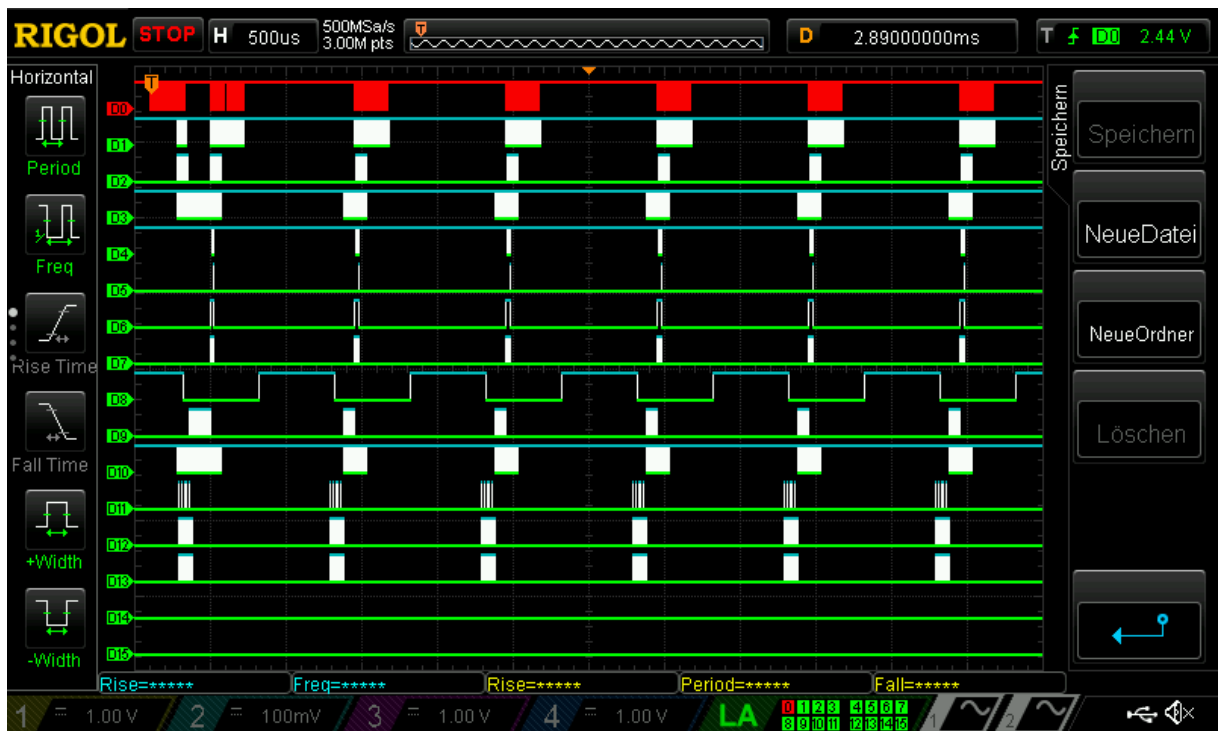 RIGOL STOP H 500us 500MSa/s 3.00M pts T D 2.89000000ms T D0 2.44 V
Horizontal
Period
Freq
Rise Time
Fall Time
+Width
-Width
T
D0
D1
D2
D3
D4
D5
D6
D7
D8
D9
D10
D11
D12
D13
D14
D15
Speichern
Speichern
NeueDatei
NeueOrdner
Löschen
Rise=***** Freq=***** Rise=***** Period=***** Fall=*****
1 = 1.00 V 2 = 100mV 3 = 1.00 V 4 = 1.00 V LA 0 1 2 3 4 5 6 7 1 2
8 9 10 11 12 13 14 15